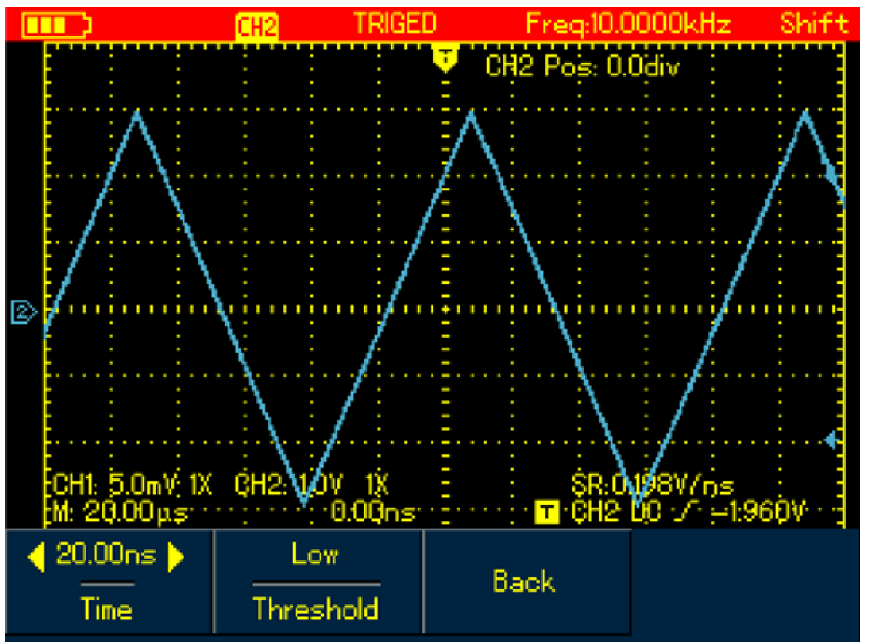 CH2 TRIGED Freq:10.0000kHz Shift
T
CH2 Pos: 0.0div
2
CH1: 5.0mV 1X CH2: 1.0V 1X SR:0.198V/ns
M: 20.00μs 0.00ns T CH2 DC -1.960V
20.00ns Low
Back
Time Threshold